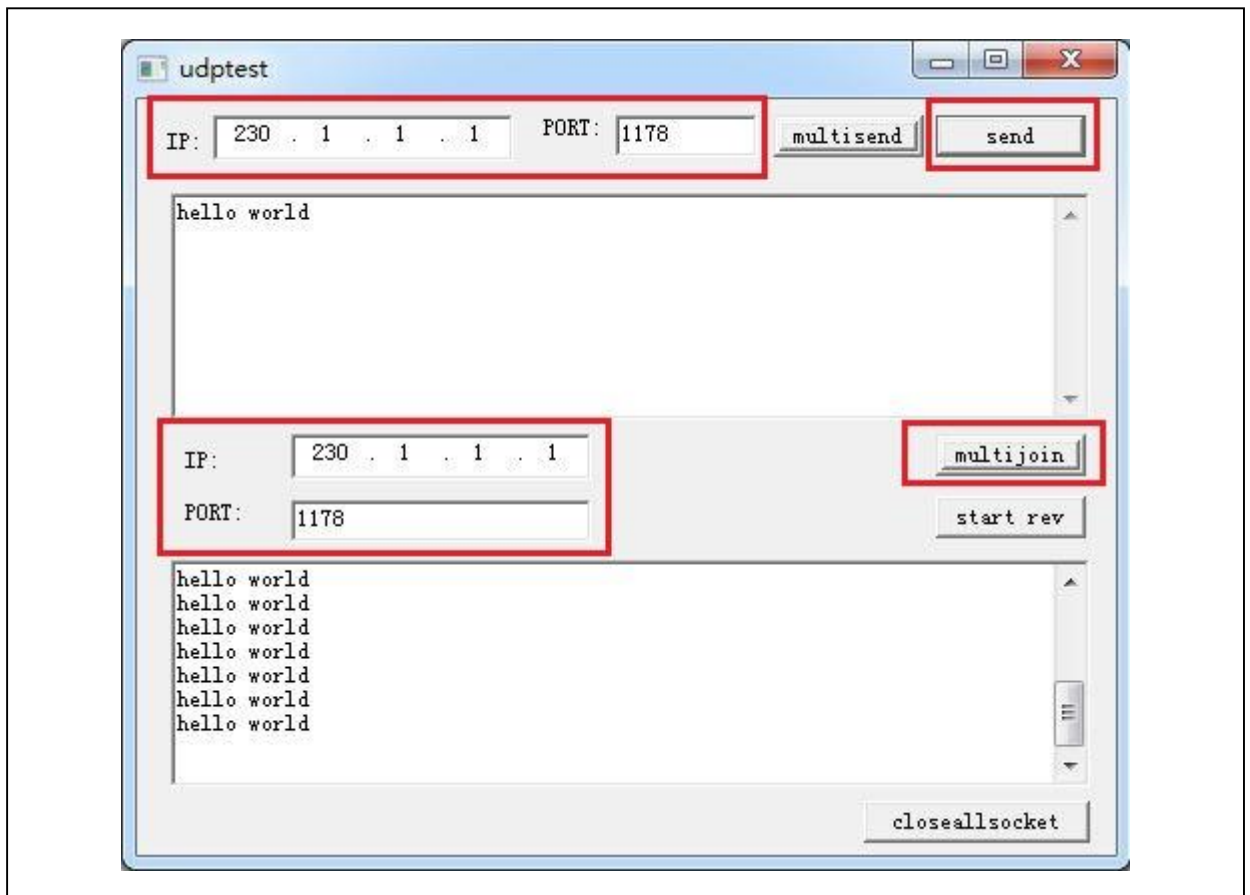 udptest
IP: 230 . 1 . 1 . 1 PORT: 1178 multisend send
hello world
IP: 230 . 1 . 1 . 1 multijoin
PORT: 1178 start rev
hello world
hello world
hello world
hello world
hello world
hello world
hello world
closeallsocket